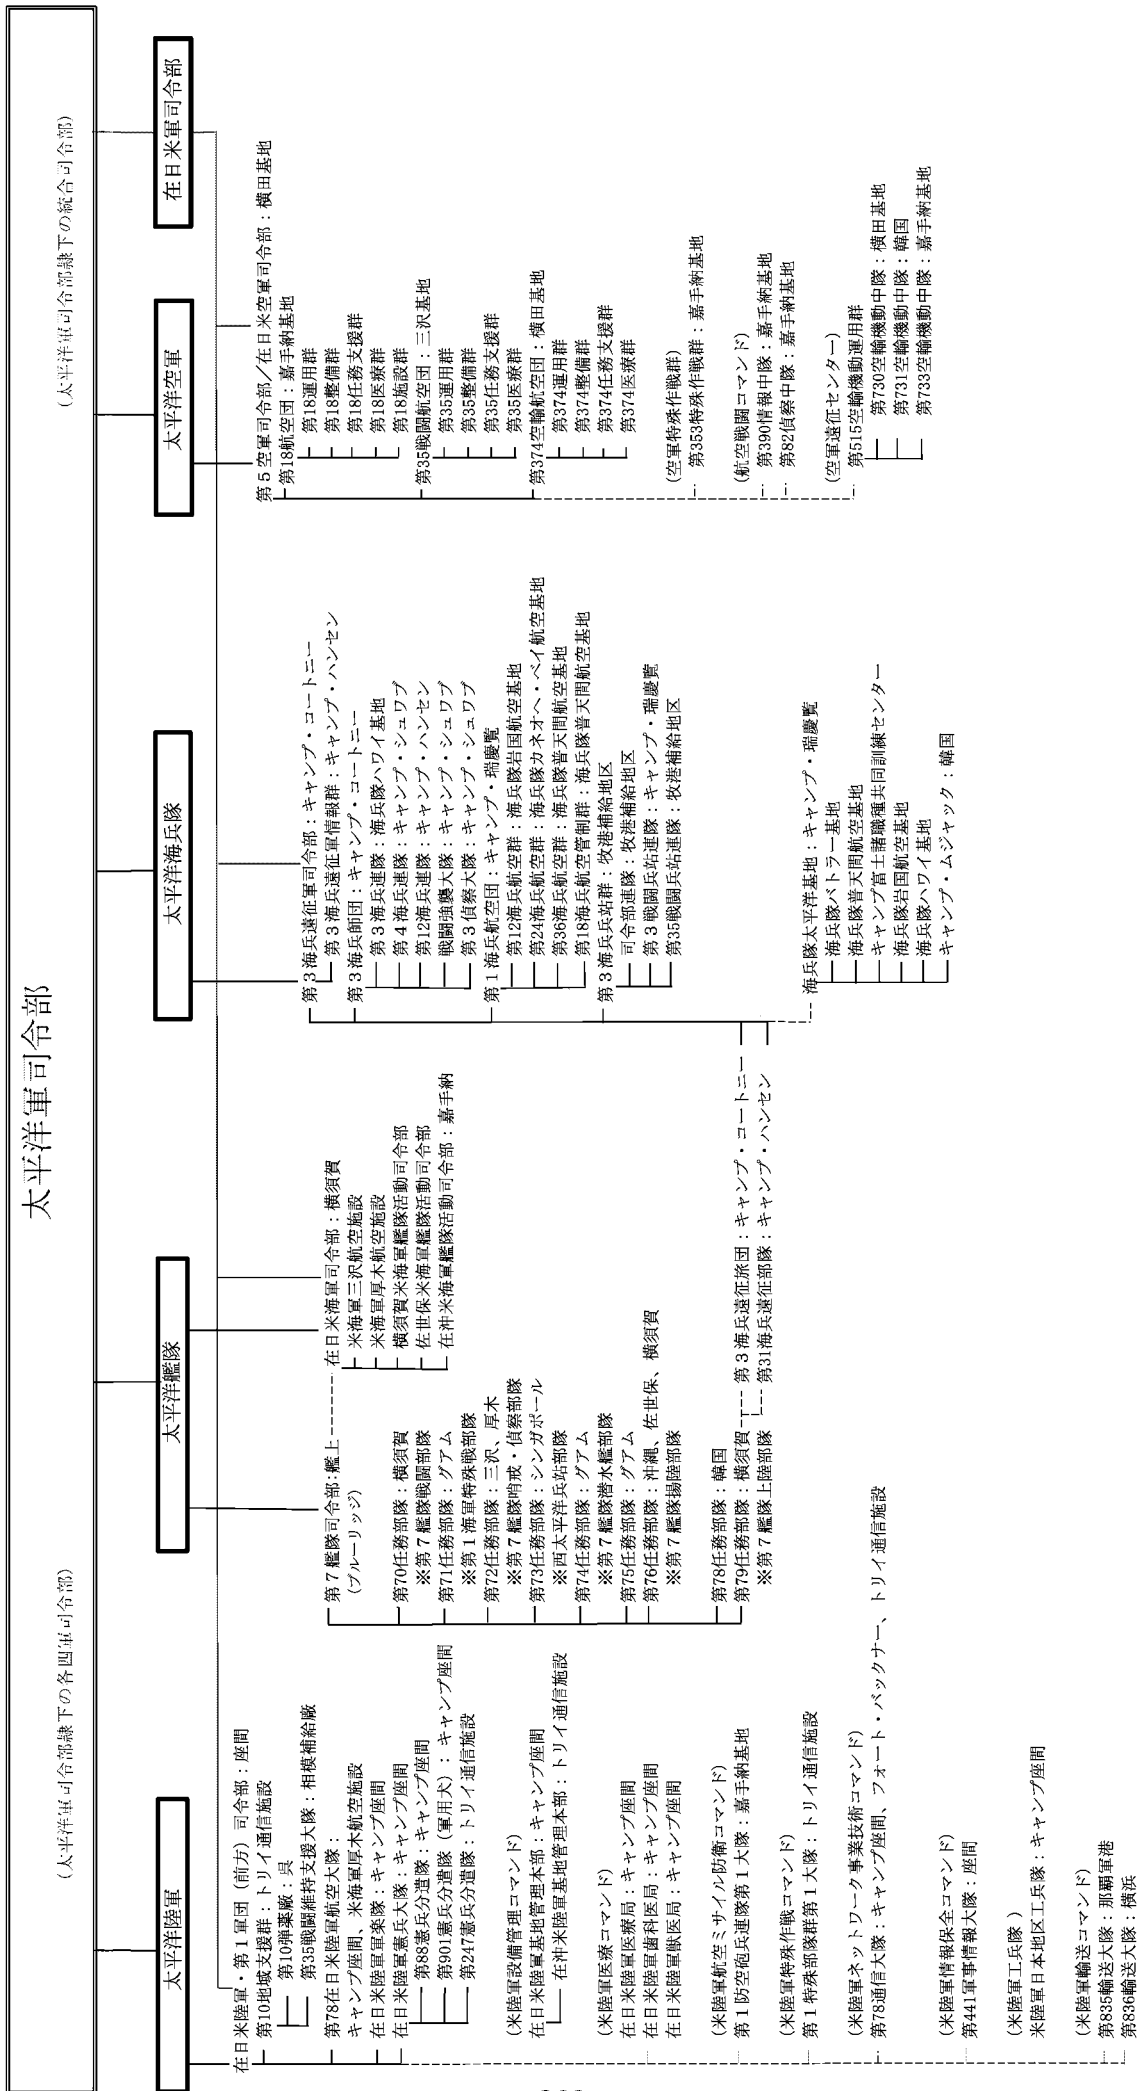 太平洋軍司令部
(太平洋軍司令部隷下の各四軍司令部)
(太平洋軍司令部隷下の統合司令部)
太平洋陸軍
太平洋艦隊
太平洋海兵隊
太平洋空軍
在日米軍司令部
在日米陸軍・第1軍団(前方)司令部:座間
第10地域支援群:トリイ通信施設
第10弾薬廠:呉
第35戦闘維持支援大隊:相模補給廠
第78在日米陸軍航空大隊:
キャンプ座間、米海軍厚木航空施設
在日米陸軍軍楽隊:キャンプ座間
在日米陸軍憲兵大隊:キャンプ座間
第88憲兵分遣隊:キャンプ座間
第901憲兵分遣隊(軍用犬):キャンプ座間
第247憲兵分遣隊:トリイ通信施設
(米陸軍設備管理コマンド)
在日米陸軍基地管理本部:キャンプ座間
在沖米陸軍基地管理本部:トリイ通信施設
(米陸軍医療コマンド)
在日米陸軍医療局:キャンプ座間
在日米陸軍歯科医局:キャンプ座間
在日米陸軍獣医局:キャンプ座間
(米陸軍航空ミサイル防衛コマンド)
第1防空砲兵連隊第1大隊:嘉手納基地
(米陸軍特殊作戦コマンド)
第1特殊部隊群第1大隊:トリイ通信施設
(米陸軍ネットワーク事業技術コマンド)
第78通信大隊:キャンプ座間、フォート・バックナー、トリイ通信施設
(米陸軍情報保全コマンド)
第441軍事情報大隊:座間
(米陸軍工兵隊)
米陸軍日本地区工兵隊:キャンプ座間
(米陸軍輸送コマンド)
第835輸送大隊:那覇軍港
第836輸送大隊:横浜
第7艦隊司令部:艦上
(ブルーリッジ)
第70任務部隊:横須賀
※第7艦隊戦闘部隊
第71任務部隊:グアム
※第1海軍特殊戦部隊
第72任務部隊:三沢、厚木
※第7艦隊哨戒・偵察部隊
第73任務部隊:シンガポール
※西太平洋兵站部隊
第74任務部隊:グアム
※第7艦隊潜水艦部隊
第75任務部隊:グアム
第76任務部隊:沖縄、佐世保、横須賀
※第7艦隊揚陸部隊
第78任務部隊:韓国
第79任務部隊:横須賀
※第7艦隊上陸部隊
在日米海軍司令部:横須賀
米海軍三沢航空施設
米海軍厚木航空施設
横須賀米海軍艦隊活動司令部
佐世保米海軍艦隊活動司令部
在沖米海軍艦隊活動司令部:嘉手納
第3海兵遠征軍司令部:キャンプ・コートニー
第3海兵遠征軍情報群:キャンプ・ハンセン
第3海兵師団:キャンプ・コートニー
第3海兵連隊:海兵隊ハワイ基地
第4海兵連隊:キャンプ・シュワブ
第12海兵連隊:キャンプ・ハンセン
戦闘強襲大隊:キャンプ・シュワブ
第3偵察大隊:キャンプ・シュワブ
第1海兵航空団:キャンプ・瑞慶覧
第12海兵航空群:海兵隊岩国航空基地
第24海兵航空群:海兵隊カネオヘ・ベイ航空基地
第36海兵航空群:海兵隊普天間航空基地
第18海兵航空管制群:海兵隊普天間航空基地
第3海兵兵站群:牧港補給地区
司令部連隊:牧港補給地区
第3戦闘兵站連隊:キャンプ・瑞慶覧
第35戦闘兵站連隊:牧港補給地区
第3海兵遠征旅団:キャンプ・コートニー
第31海兵遠征部隊:キャンプ・ハンセン
海兵隊太平洋基地:キャンプ・瑞慶覧
海兵隊バトラー基地
海兵隊普天間航空基地
キャンプ富士諸職種共同訓練センター
海兵隊岩国航空基地
海兵隊ハワイ基地
キャンプ・ムジャック:韓国
第5空軍司令部/在日米空軍司令部:横田基地
第18航空団:嘉手納基地
第18運用群
第18整備群
第18任務支援群
第18医療群
第18施設群
第35戦闘航空団:三沢基地
第35運用群
第35整備群
第35任務支援群
第35医療群
第374空輸航空団:横田基地
第374運用群
第374整備群
第374任務支援群
第374医療群
(空軍特殊作戦群)
第353特殊作戦群:嘉手納基地
(航空戦闘コマンド)
第390情報中隊:嘉手納基地
第82偵察中隊:嘉手納基地
(空軍遠征センター)
第515空輸機動運用群
第730空輸機動中隊:横田基地
第731空輸機動中隊:韓国
第733空輸機動中隊:嘉手納基地